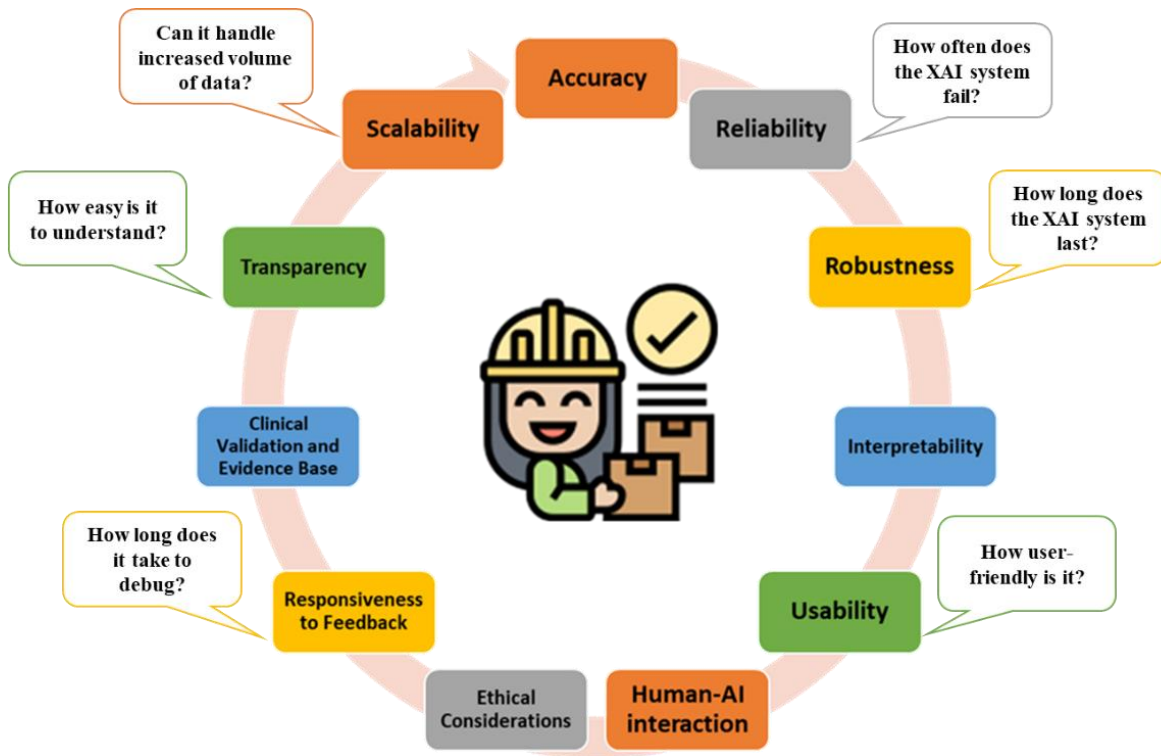 Can it handle
increased volume
of data?
Accuracy
How often does
the XAI system
fail?
Scalability
Reliability
How easy is it
to understand?
How long does
the XAI system
last?
Transparency
Robustness
Clinical
Validation and
Evidence Base
Interpretability
How long does
it take to
debug?
How user-
friendly is it?
Responsiveness
to Feedback
Usability
Ethical
Considerations
Human-AI
interaction